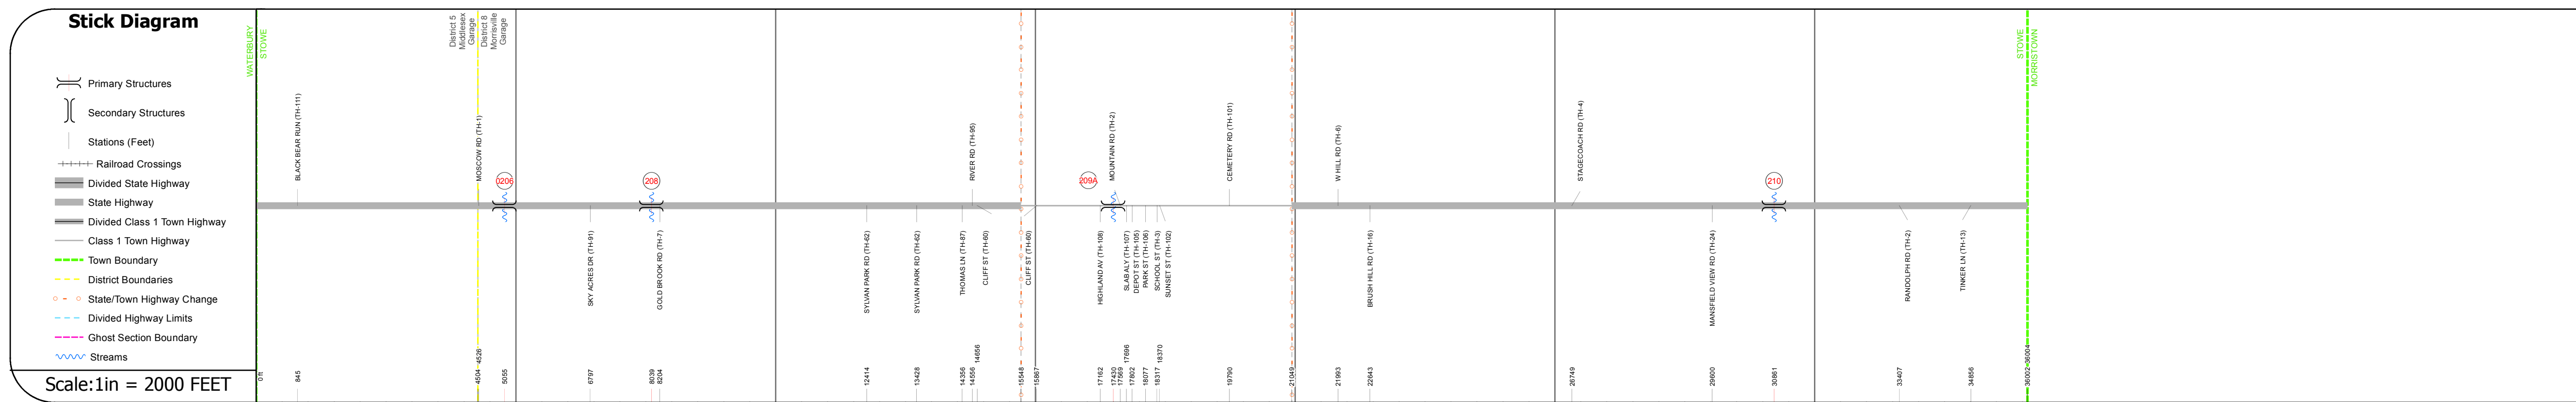 Stick Diagram
Primary Structures
Secondary Structures
Stations (Feet)
Railroad Crossings
Divided State Highway
State Highway
Divided Class 1 Town Highway
Class 1 Town Highway
Town Boundary
District Boundaries
State/Town Highway Change
Divided Highway Limits
Ghost Section Boundary
Streams
Scale:1in = 2000 FEET
WATERBURY
STOWE
District 5
Middlesex
Garage
District 8
Morrisville
Garage
STOWE
MORRISTOWN
BLACK BEAR RUN (TH-111)
MOSCOW RD (TH-1)
RIVER RD (TH-95)
MOUNTAIN RD (TH-2)
CEMETERY RD (TH-101)
W HILL RD (TH-6)
STAGECOACH RD (TH-4)
0206
208
209A
210
SKY ACRES DR (TH-91)
GOLD BROOK RD (TH-7)
SYLVAN PARK RD (TH-62)
SYLVAN PARK RD (TH-62)
THOMAS LN (TH-87)
CLIFF ST (TH-60)
CLIFF ST (TH-60)
HIGHLAND AV (TH-108)
SLAB ALY (TH-107)
DEPOT ST (TH-105)
PARK ST (TH-106)
SCHOOL ST (TH-3)
SUNSET ST (TH-102)
BRUSH HILL RD (TH-16)
MANSFIELD VIEW RD (TH-24)
RANDOLPH RD (TH-2)
TINKER LN (TH-13)
0 ft
845
4504
4526
5055
6797
8039
8204
12414
13428
14356
14556
14656
15548
15867
17162
17430
17569
17696
17802
18077
18317
18370
19790
21049
21993
22643
26749
29600
30861
33407
34856
36002
36004